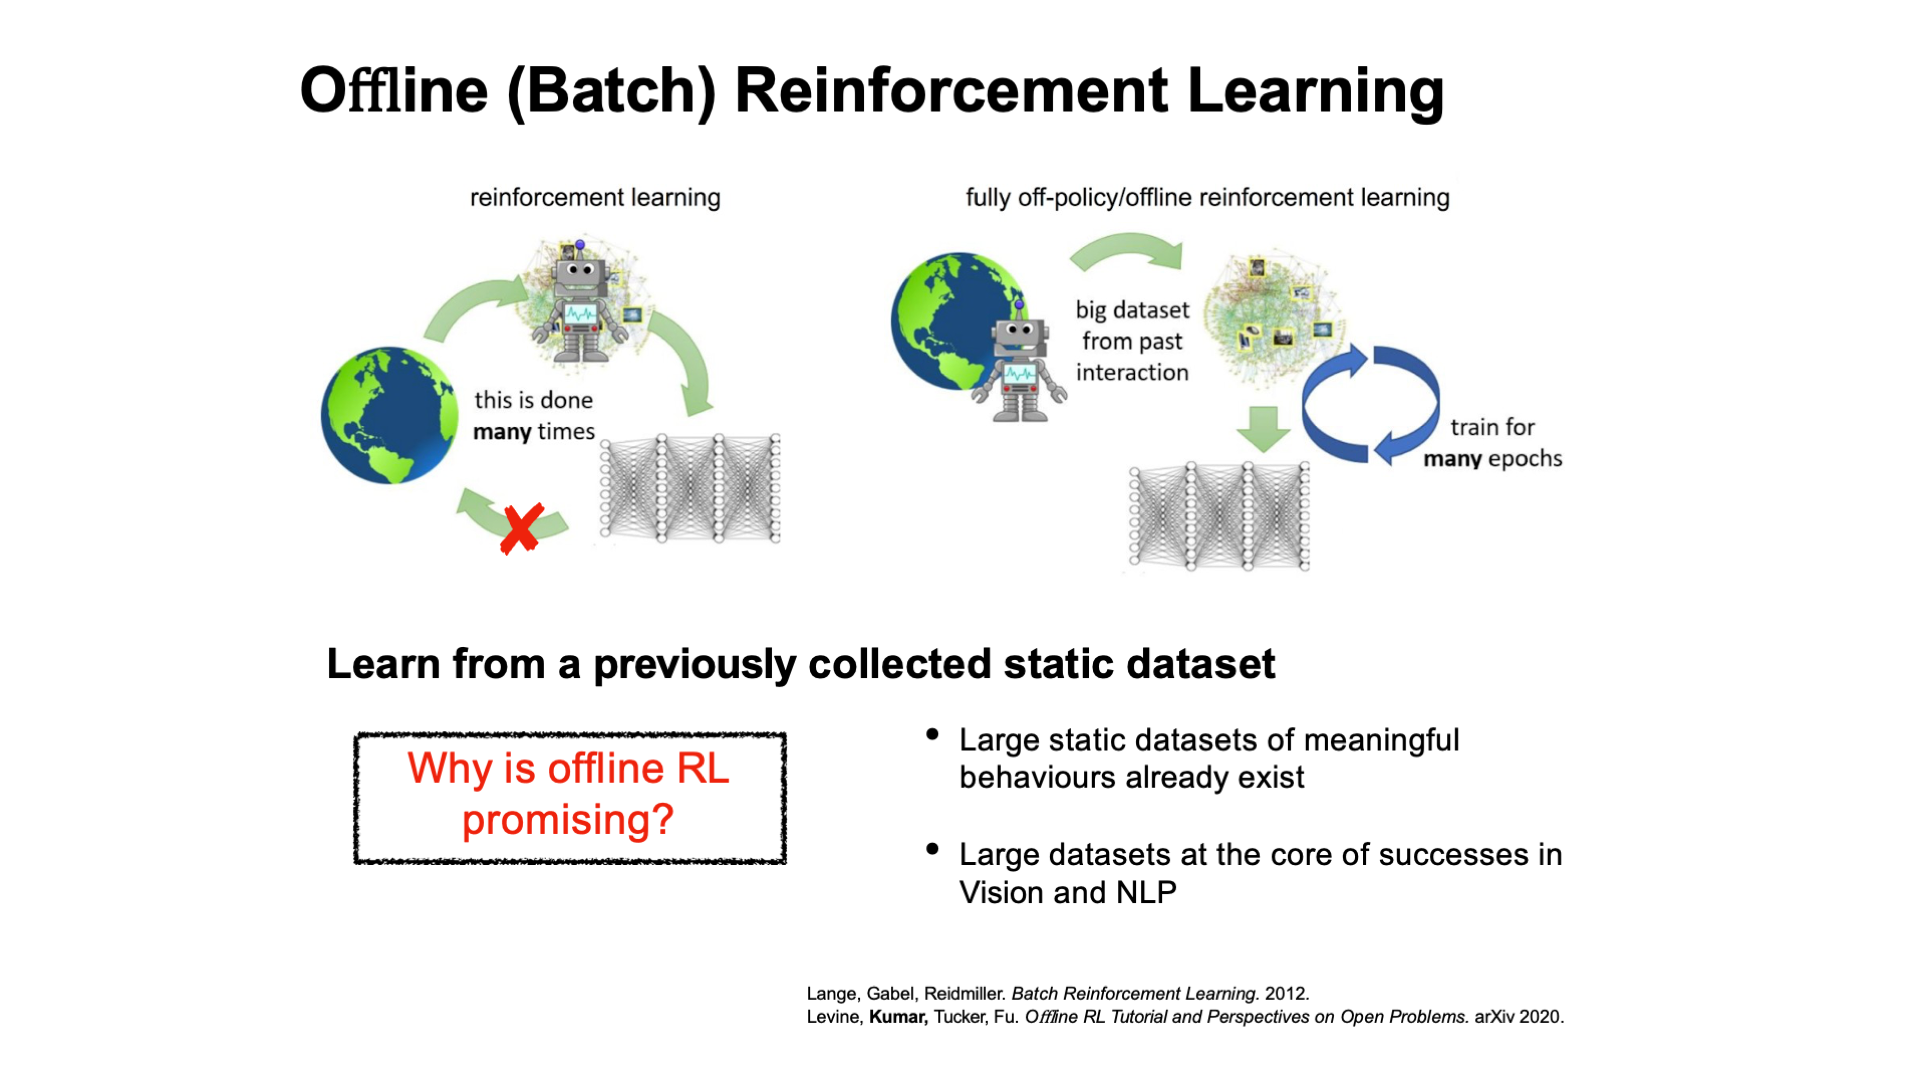 Offline (Batch) Reinforcement Learning
reinforcement learning
this is done
many times
fully off-policy/offline reinforcement learning
big dataset
from past
interaction
train for
many epochs
Learn from a previously collected static dataset
Why is offline RL
promising?
• Large static datasets of meaningful
behaviours already exist
• Large datasets at the core of successes in
Vision and NLP
Lange, Gabel, Reidmiller. Batch Reinforcement Learning. 2012.
Levine, Kumar, Tucker, Fu. Offline RL Tutorial and Perspectives on Open Problems. arXiv 2020.